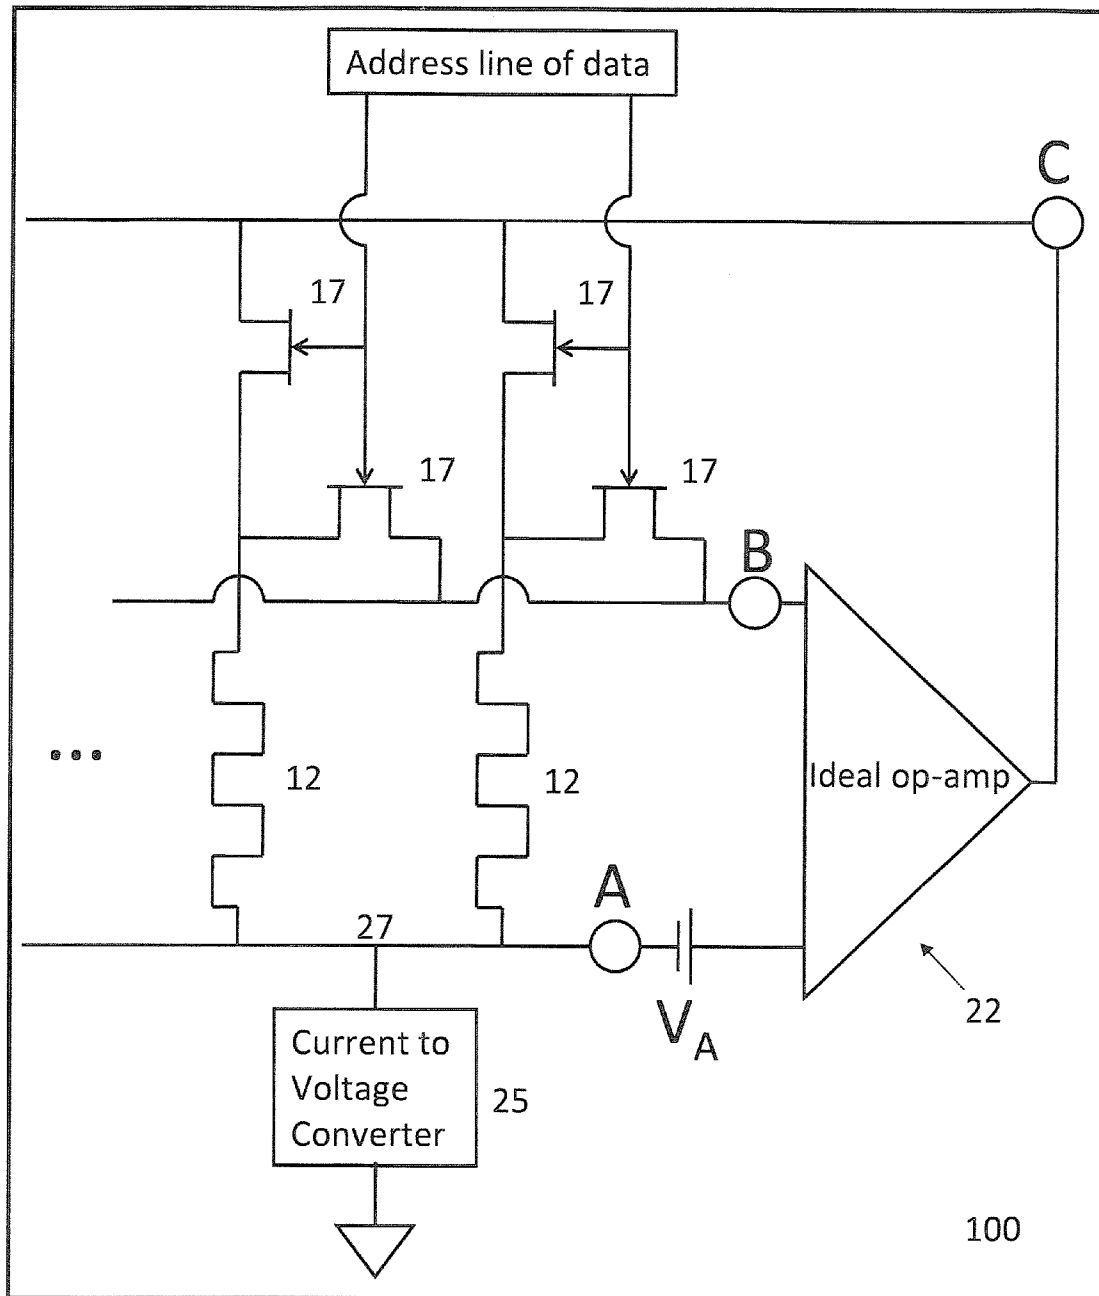 Address line of data
C
17
17
17
17
B
...
12
12
Ideal op-amp
A
27
V_A
22
Current to
Voltage
Converter
25
100